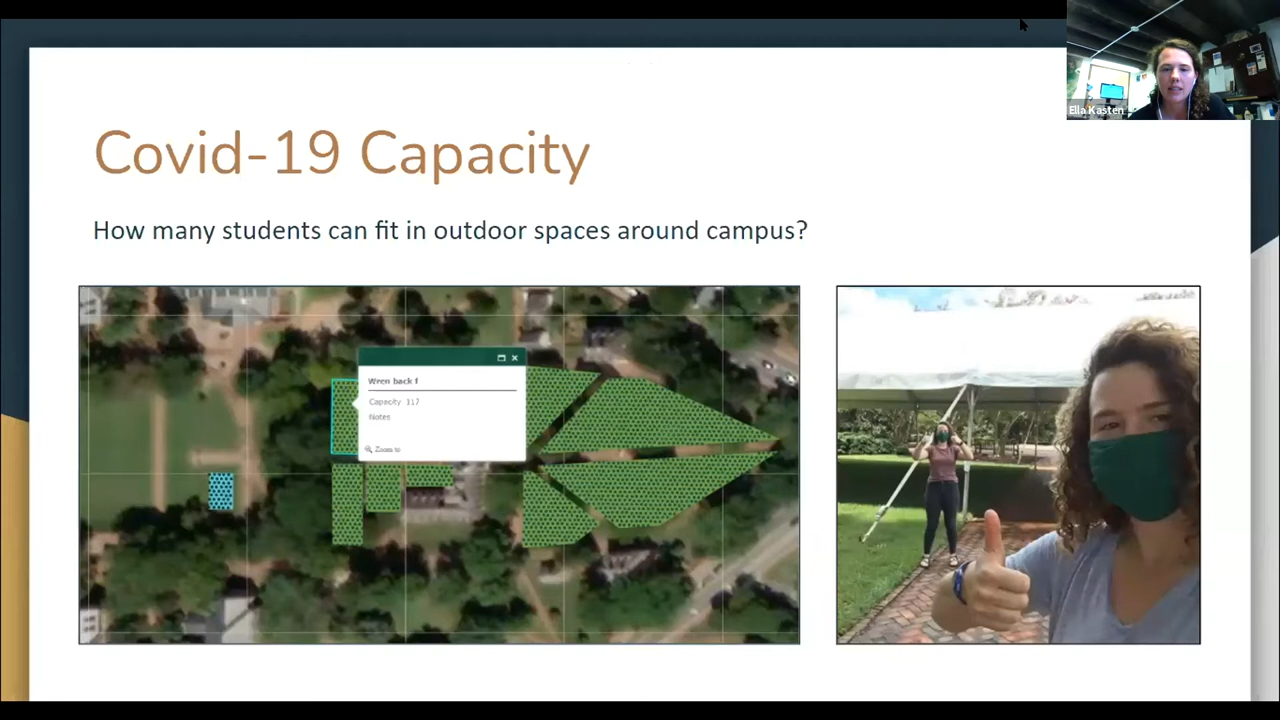 Ella Kasten
Covid-19 Capacity
How many students can fit in outdoor spaces around campus?
Wren back f
Capacity 117
Notes
Zoom to